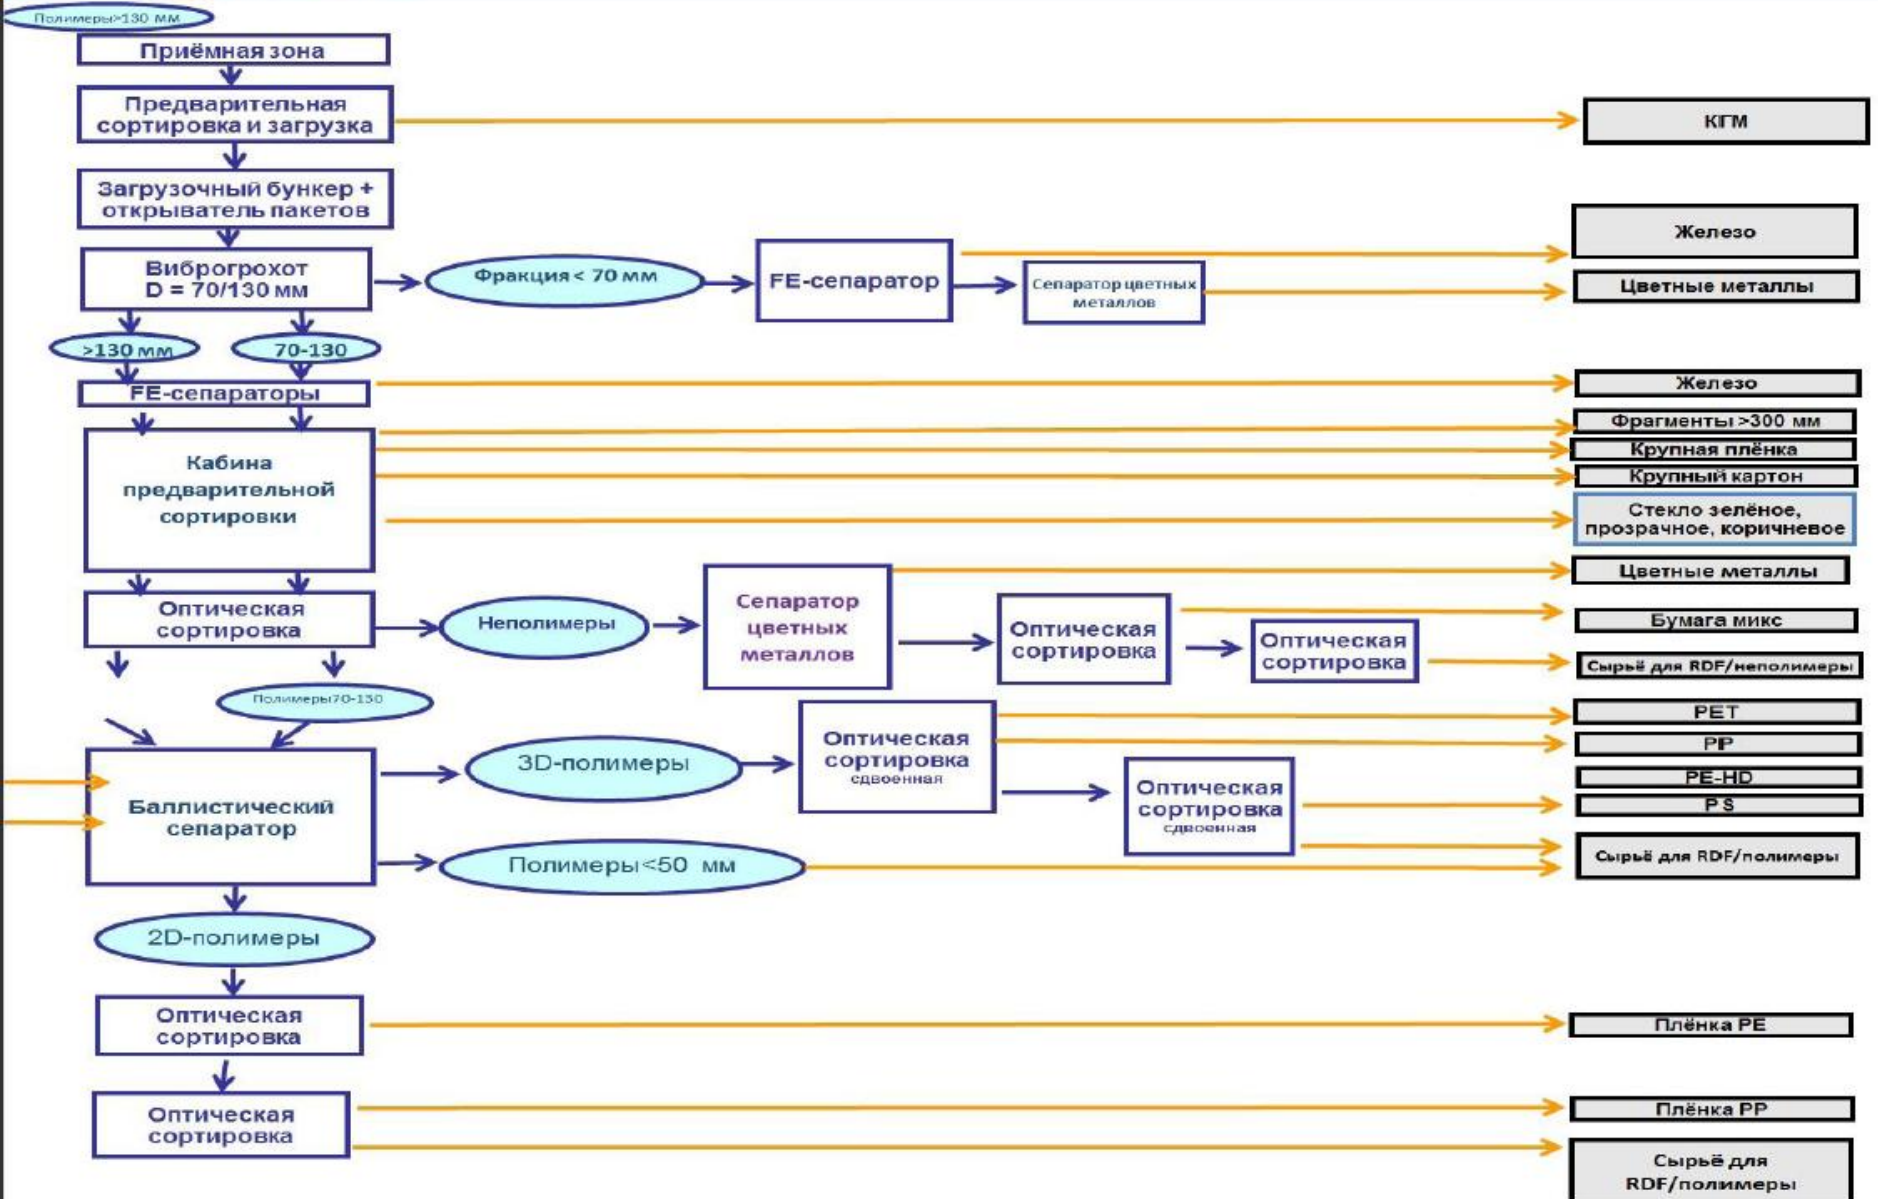 Полимеры>130 мм
Приёмная зона
Предварительная
сортировка и загрузка
КГМ
Загрузочный бункер +
открыватель пакетов
Виброгрохот
D = 70/130 мм
Фракция < 70 мм
FE-сепаратор
Сепаратор цветных
металлов
Железо
Цветные металлы
>130 мм
70-130
FE-сепараторы
Железо
Кабина
предварительной
сортировки
Фрагменты >300 мм
Крупная плёнка
Крупный картон
Стекло зелёное,
прозрачное, коричневое
Оптическая
сортировка
Неполимеры
Сепаратор
цветных
металлов
Оптическая
сортировка
Оптическая
сортировка
Цветные металлы
Бумага микс
Сырьё для RDF/неполимеры
Полимеры70-130
Баллистический
сепаратор
3D-полимеры
Оптическая
сортировка
сдвоенная
Оптическая
сортировка
сдвоенная
PET
PP
PE-HD
PS
Сырьё для RDF/полимеры
Полимеры<50 мм
2D-полимеры
Оптическая
сортировка
Плёнка PE
Оптическая
сортировка
Плёнка PP
Сырьё для
RDF/полимеры